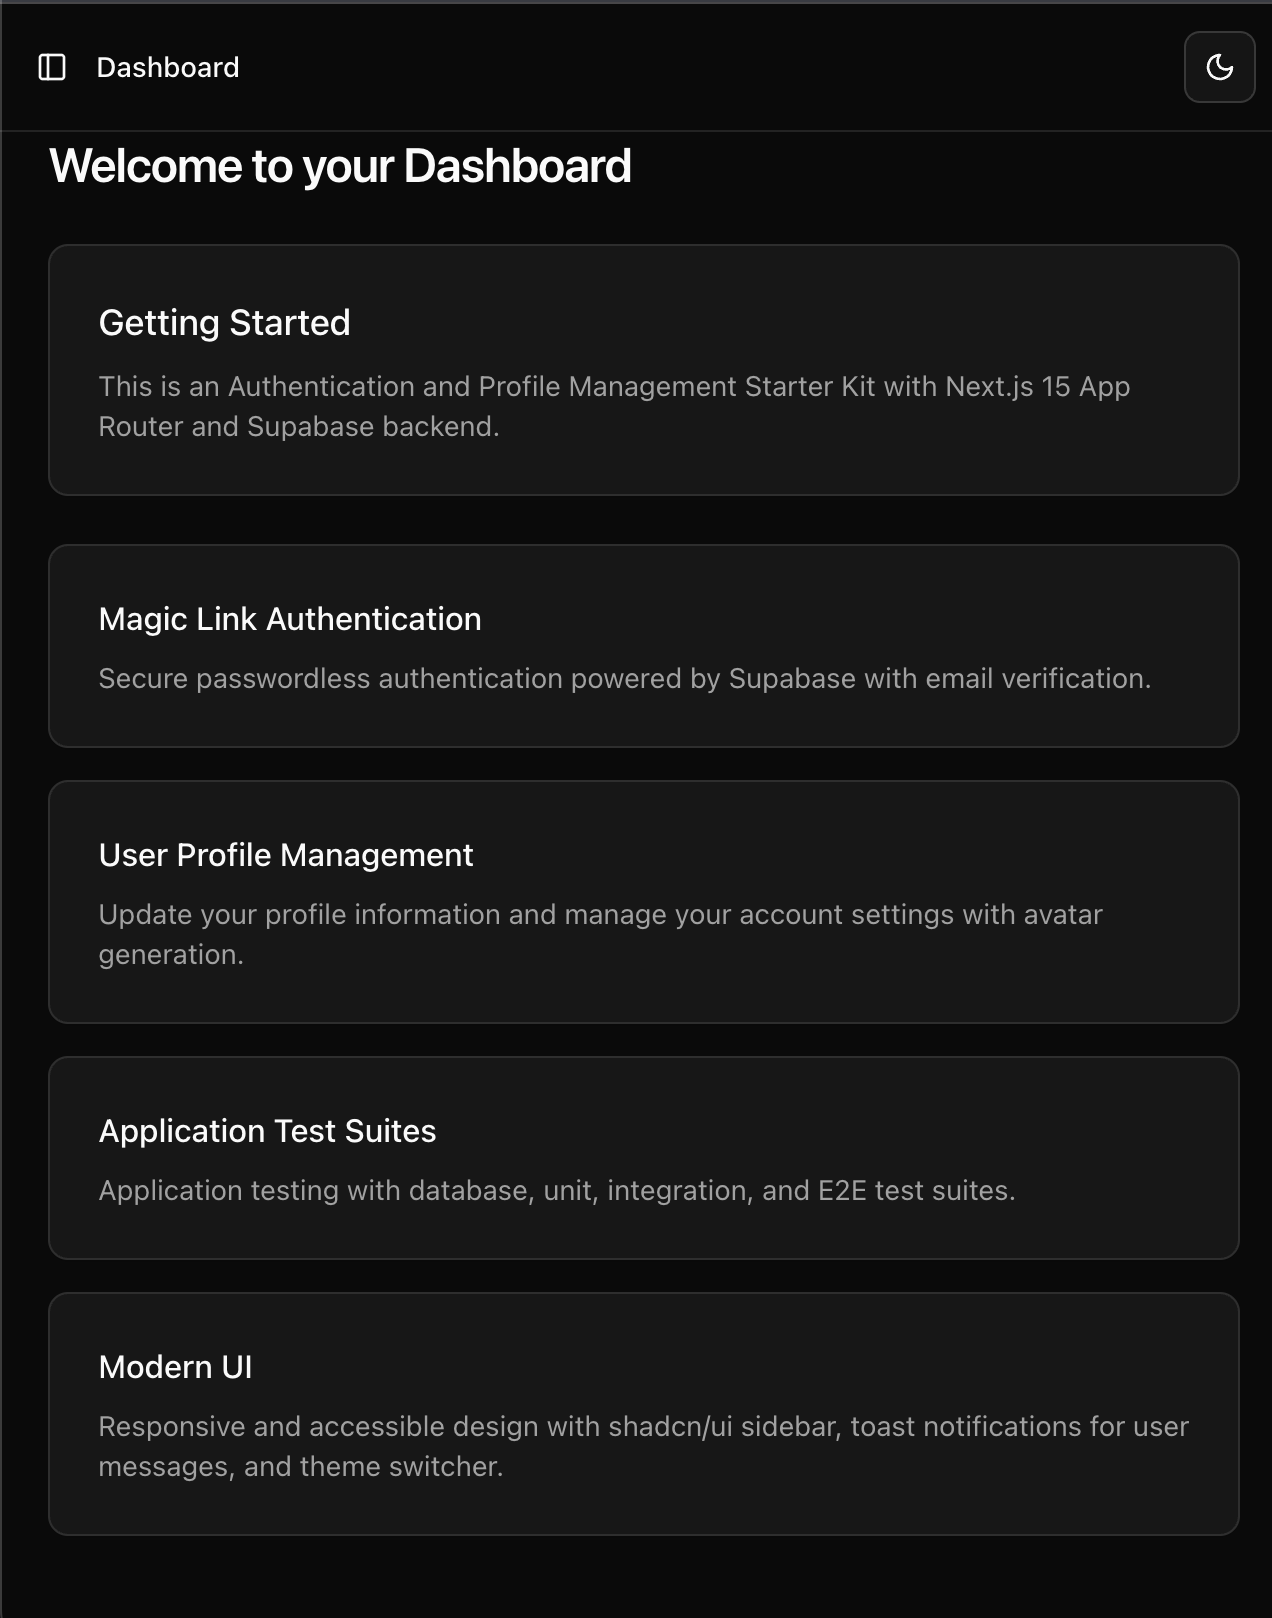 Dashboard
Welcome to your Dashboard
Getting Started
This is an Authentication and Profile Management Starter Kit with Next.js 15 App
Router and Supabase backend.
Magic Link Authentication
Secure passwordless authentication powered by Supabase with email verification.
User Profile Management
Update your profile information and manage your account settings with avatar
generation.
Application Test Suites
Application testing with database, unit, integration, and E2E test suites.
Modern UI
Responsive and accessible design with shadcn/ui sidebar, toast notifications for user
messages, and theme switcher.